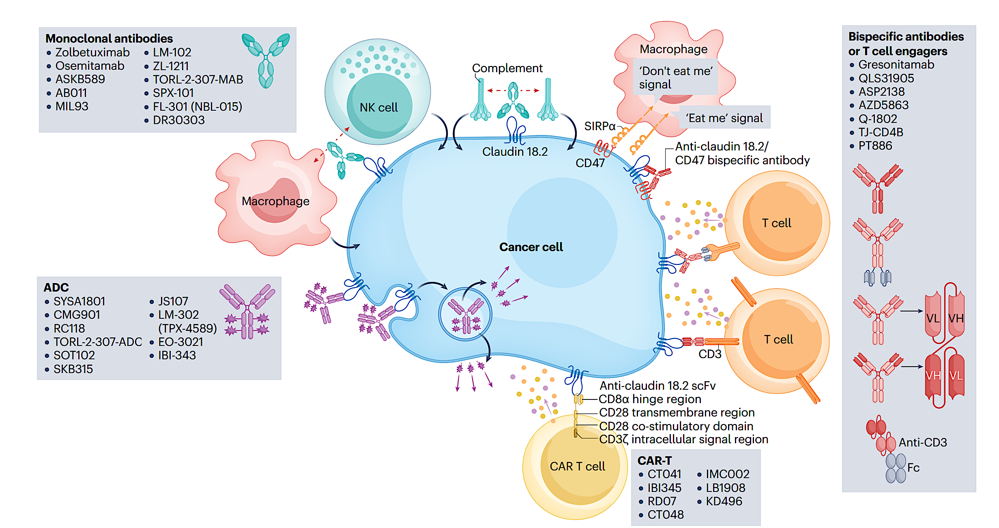 Monoclonal antibodies
• Zolbetuximab
• Osemitamab
• ASKB589
• AB011
• MIL93
• LM-102
• ZL-1211
• TORL-2-307-MAB
• SPX-101
• FL-301 (NBL-015)
• DR30303
NK cell
Complement
Claudin 18.2
Macrophage
‘Don't eat me’
signal
‘Eat me’ signal
SIRPα
CD47
Anti-claudin 18.2/
CD47 bispecific antibody
Macrophage
Cancer cell
T cell
T cell
CD3
ADC
• SYSA1801
• CMG901
• RC118
• TORL-2-307-ADC
• SOT102
• SKB315
• JS107
• LM-302
(TPX-4589)
• EO-3021
• IBI-343
Anti-claudin 18.2 scFv
CD8α hinge region
CD28 transmembrane region
CD28 co-stimulatory domain
CD3ζ intracellular signal region
CAR T cell
CAR-T
• CT041
• IBI345
• RD07
• CT048
• IMC002
• LB1908
• KD496
Bispecific antibodies
or T cell engagers
• Gresonitamab
• QLS31905
• ASP2138
• AZD5863
• Q-1802
• TJ-CD4B
• PT886
VL VH
VH VL
Anti-CD3
Fc